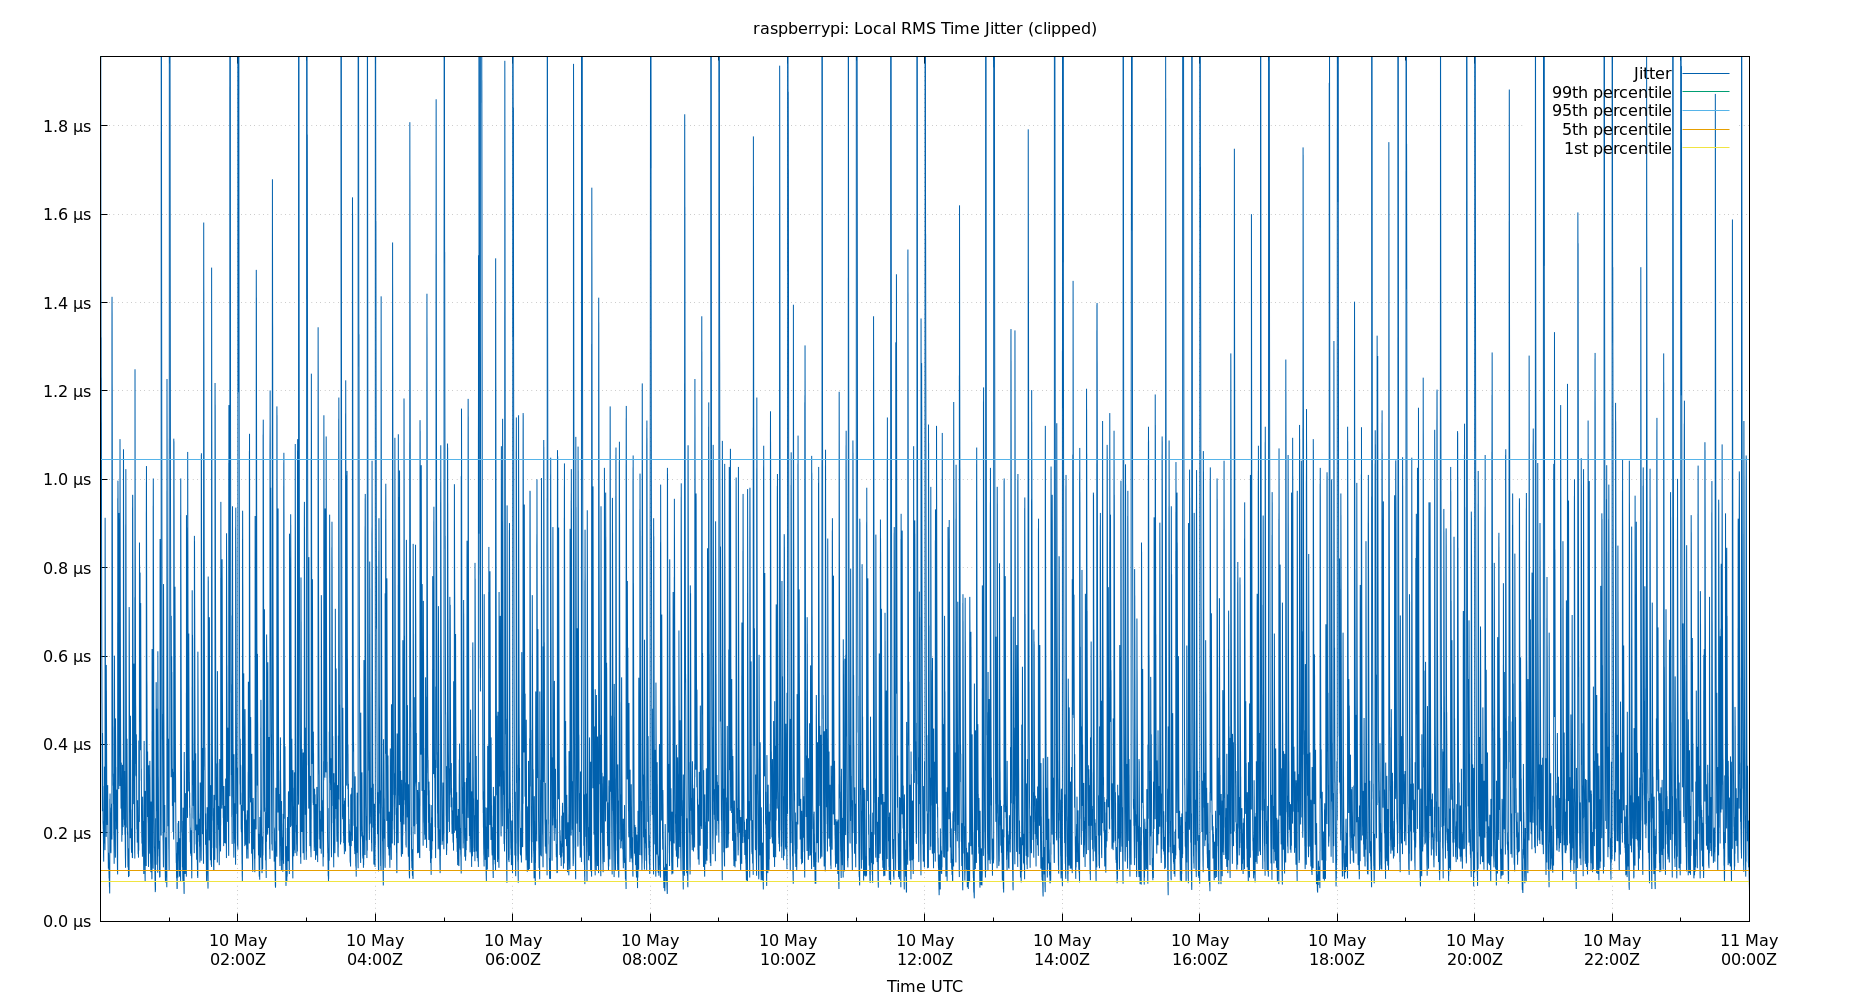 raspberrypi: Local RMS Time Jitter (clipped)
Jitter
99th percentile
95th percentile
5th percentile
1st percentile
1.8 µs
1.6 µs
1.4 µs
1.2 µs
1.0 µs
0.8 µs
0.6 µs
0.4 µs
0.2 µs
0.0 µs
10 May 10 May 10 May 10 May 10 May 10 May 10 May 10 May 10 May 10 May 10 May 11 May
02:00Z 04:00Z 06:00Z 08:00Z 10:00Z 12:00Z 14:00Z 16:00Z 18:00Z 20:00Z 22:00Z 00:00Z
Time UTC